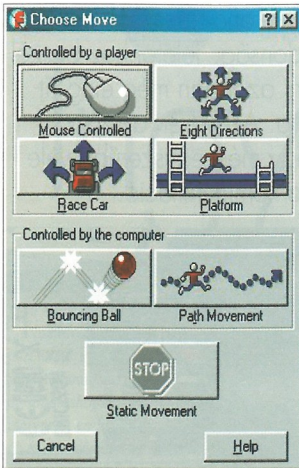 Choose Move
Controlled by a player
Mouse Controlled
Eight Directions
Race Car
Platform
Controlled by the computer
Bouncing Ball
Path Movement
STOP
Static Movement
Cancel
Help